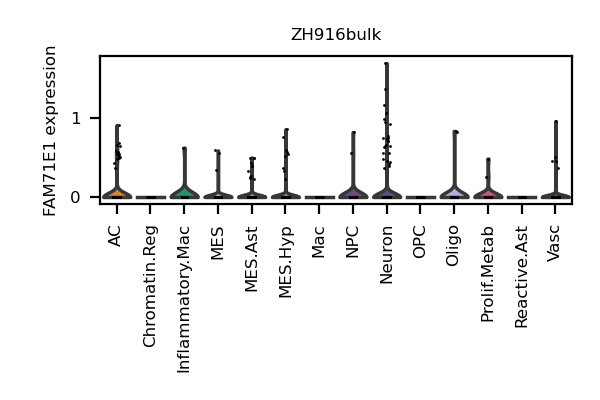 ZH916bulk
FAM71E1 expression
1
0
AC
Chromatin.Reg
Inflammatory.Mac
MES
MES.Ast
MES.Hyp
Mac
NPC
Neuron
OPC
Oligo
Prolif.Metab
Reactive.Ast
Vasc